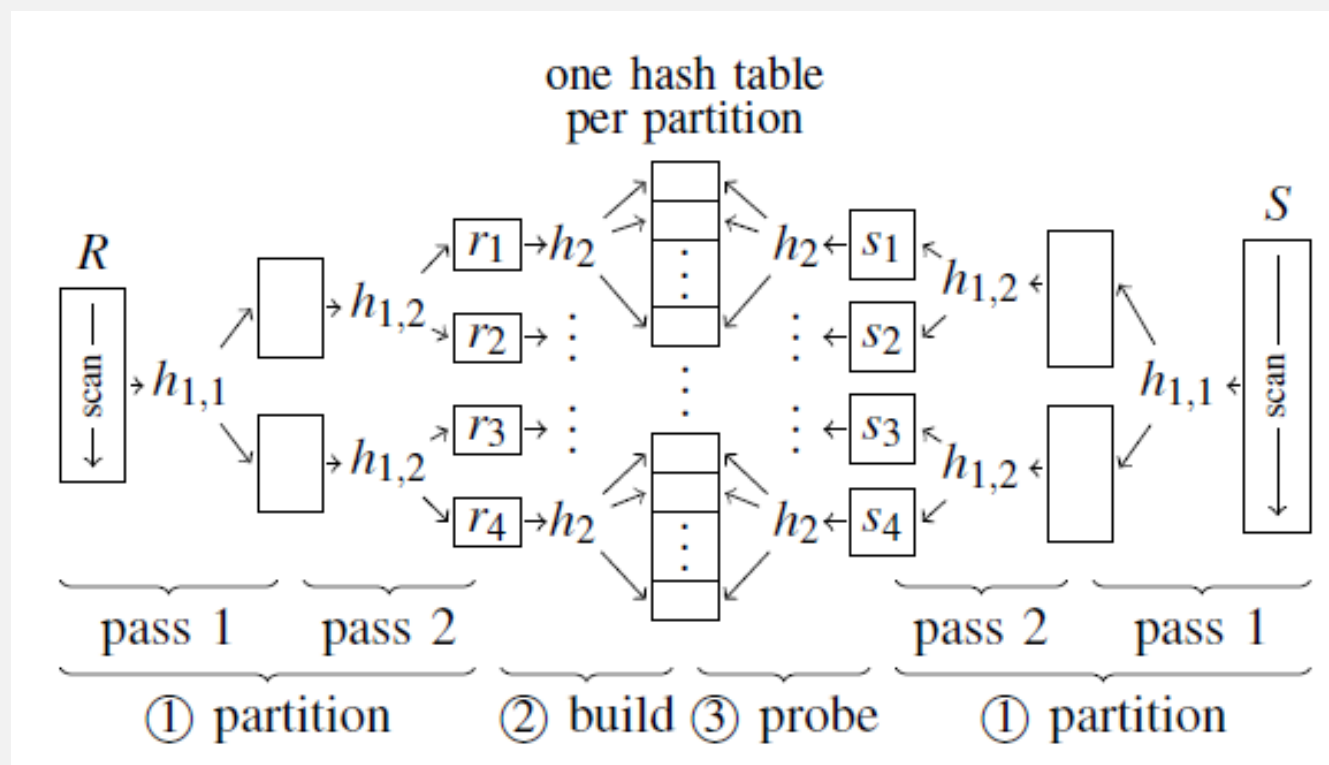 one hash table
per partition
R
S
scan
h1,1
h1,2
h1,2
r1
r2
r3
r4
h2
h2
h2
h2
s1
s2
s3
s4
h1,2
h1,2
h1,1
scan
pass 1
pass 2
pass 2
pass 1
① partition
② build
③ probe
① partition